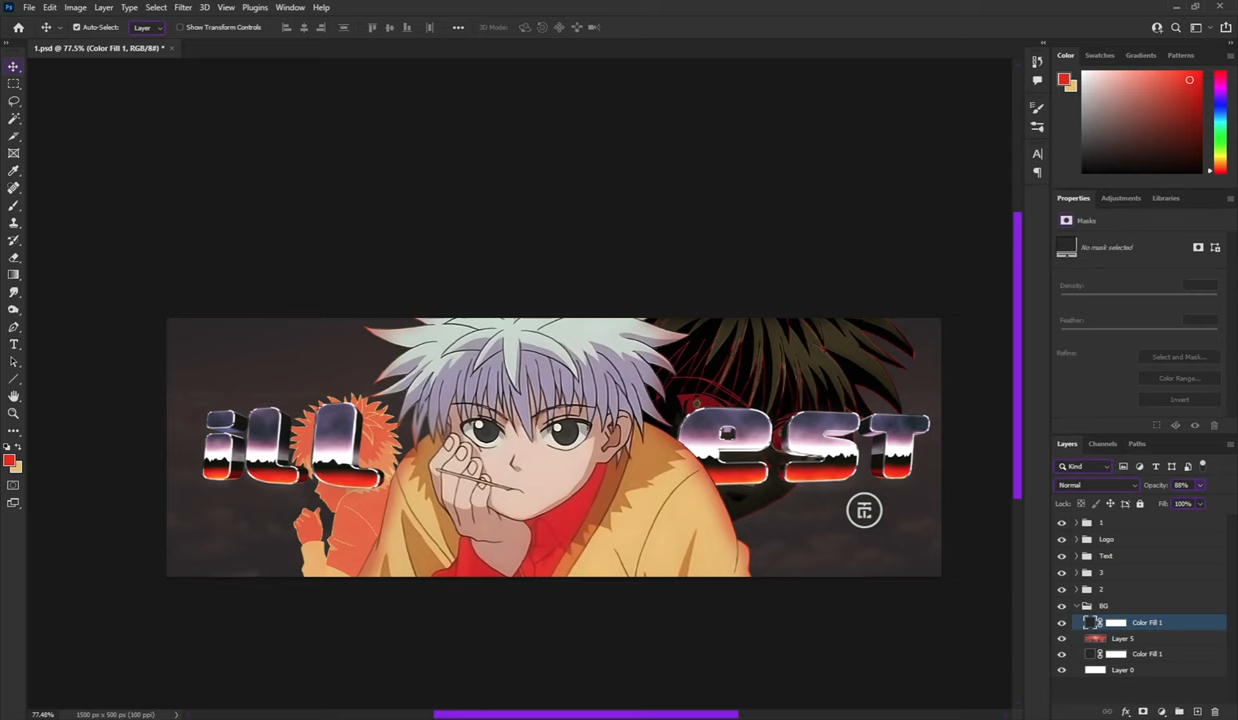 Ps File Edit Image Layer Type Select Filter 3D View Plugins Window Help
Auto-Select: Layer Show Transform Controls 3D Mode:
1.psd @ 77.5% (Color Fill 1, RGB/8#) *
Color Swatches Gradients Patterns
Properties Adjustments Libraries
Masks
No mask selected
Density:
Feather:
Refine: Select and Mask...
Color Range...
Invert
iLL est
Layers Channels Paths
Kind
Normal Opacity: 88%
Lock: Fill: 100%
1
Logo
Text
3
2
BG
Color Fill 1
Layer 5
Color Fill 1
Layer 0
77.48% 1500 px x 500 px (100 ppi)